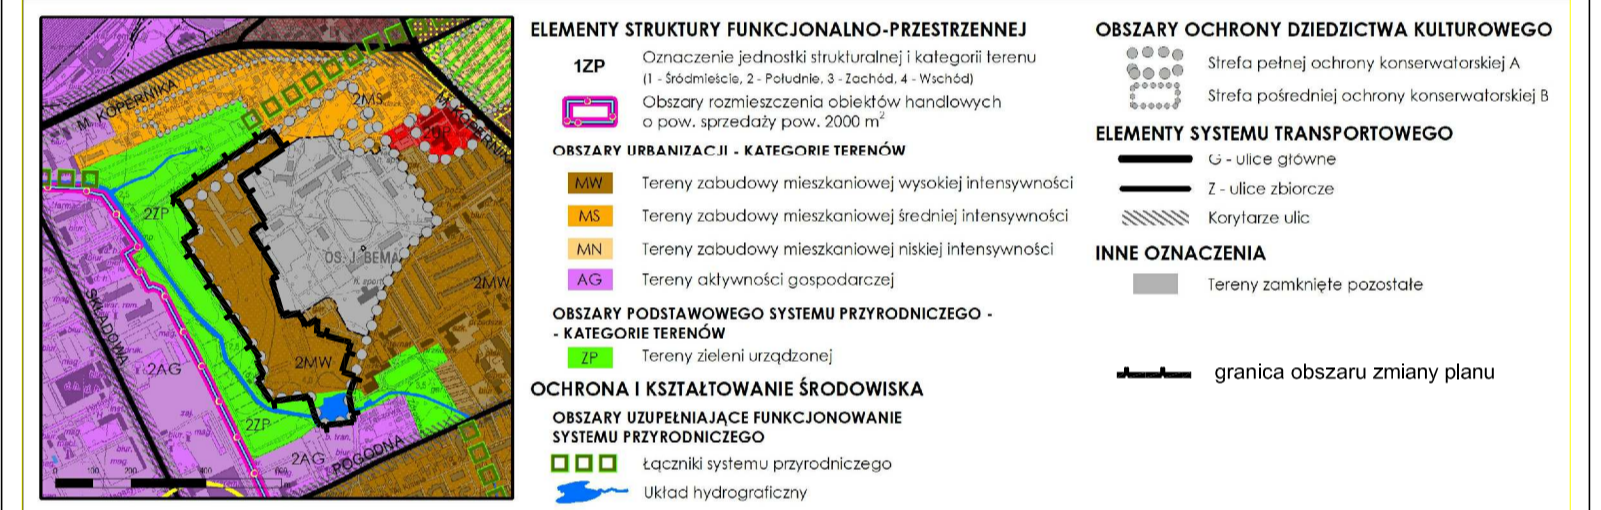 M. KOPERNIKA
2MS
2UP
M. KOPERNIKA
2ZP
OS. J. BEMA
2MW
SKŁADOWA
2AG
2MW
2ZP
2AG
POGODNA
0 100 200 400
ELEMENTY STRUKTURY FUNKCJONALNO-PRZESTRZENNEJ
1ZP
Oznaczenie jednostki strukturalnej i kategorii terenu
(1 - Śródmieście, 2 - Południe, 3 - Zachód, 4 - Wschód)
Obszary rozmieszczenia obiektów handlowych
o pow. sprzedaży pow. 2000 m²
OBSZARY URBANIZACJI - KATEGORIE TERENÓW
MW Tereny zabudowy mieszkaniowej wysokiej intensywności
MS Tereny zabudowy mieszkaniowej średniej intensywności
MN Tereny zabudowy mieszkaniowej niskiej intensywności
AG Tereny aktywności gospodarczej
OBSZARY PODSTAWOWEGO SYSTEMU PRZYRODNICZEGO -
- KATEGORIE TERENÓW
ZP Tereny zieleni urządzonej
OCHRONA I KSZTAŁTOWANIE ŚRODOWISKA
OBSZARY UZUPEŁNIAJĄCE FUNKCJONOWANIE
SYSTEMU PRZYRODNICZEGO
Łączniki systemu przyrodniczego
Układ hydrograficzny
OBSZARY OCHRONY DZIEDZICTWA KULTUROWEGO
Strefa pełnej ochrony konserwatorskiej A
Strefa pośredniej ochrony konserwatorskiej B
ELEMENTY SYSTEMU TRANSPORTOWEGO
G - ulice główne
Z - ulice zbiorcze
Korytarze ulic
INNE OZNACZENIA
Tereny zamknięte pozostałe
granica obszaru zmiany planu